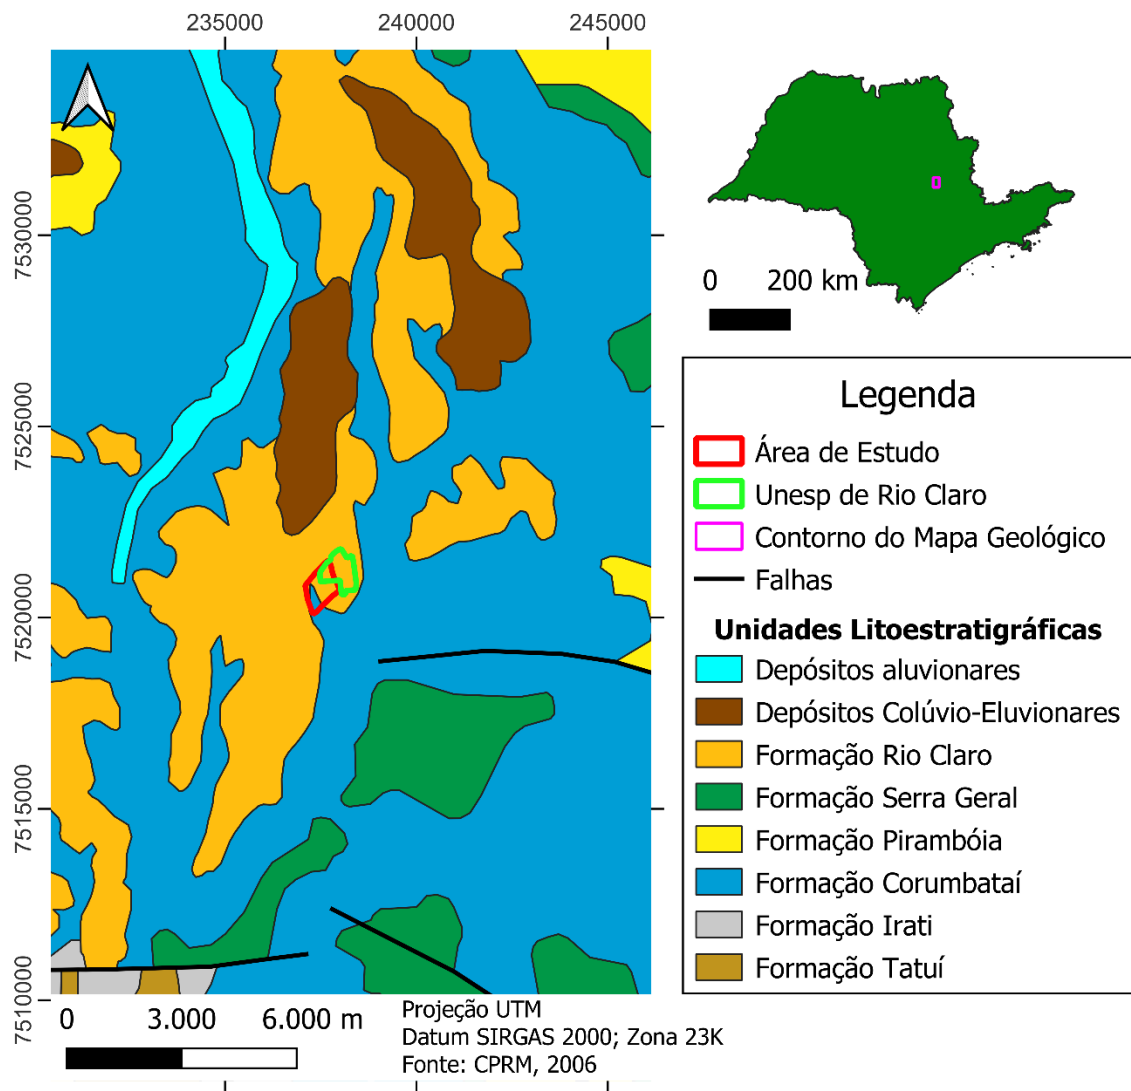 235000
240000
245000
7530000
7525000
7520000
7515000
7510000
0 200 km
Legenda
Área de Estudo
Unesp de Rio Claro
Contorno do Mapa Geológico
Falhas
Unidades Litoestratigráficas
Depósitos aluvionares
Depósitos Colúvio-Eluvionares
Formação Rio Claro
Formação Serra Geral
Formação Pirambóia
Formação Corumbataí
Formação Irati
Formação Tatuí
0 3.000 6.000 m
Projeção UTM
Datum SIRGAS 2000; Zona 23K
Fonte: CPRM, 2006